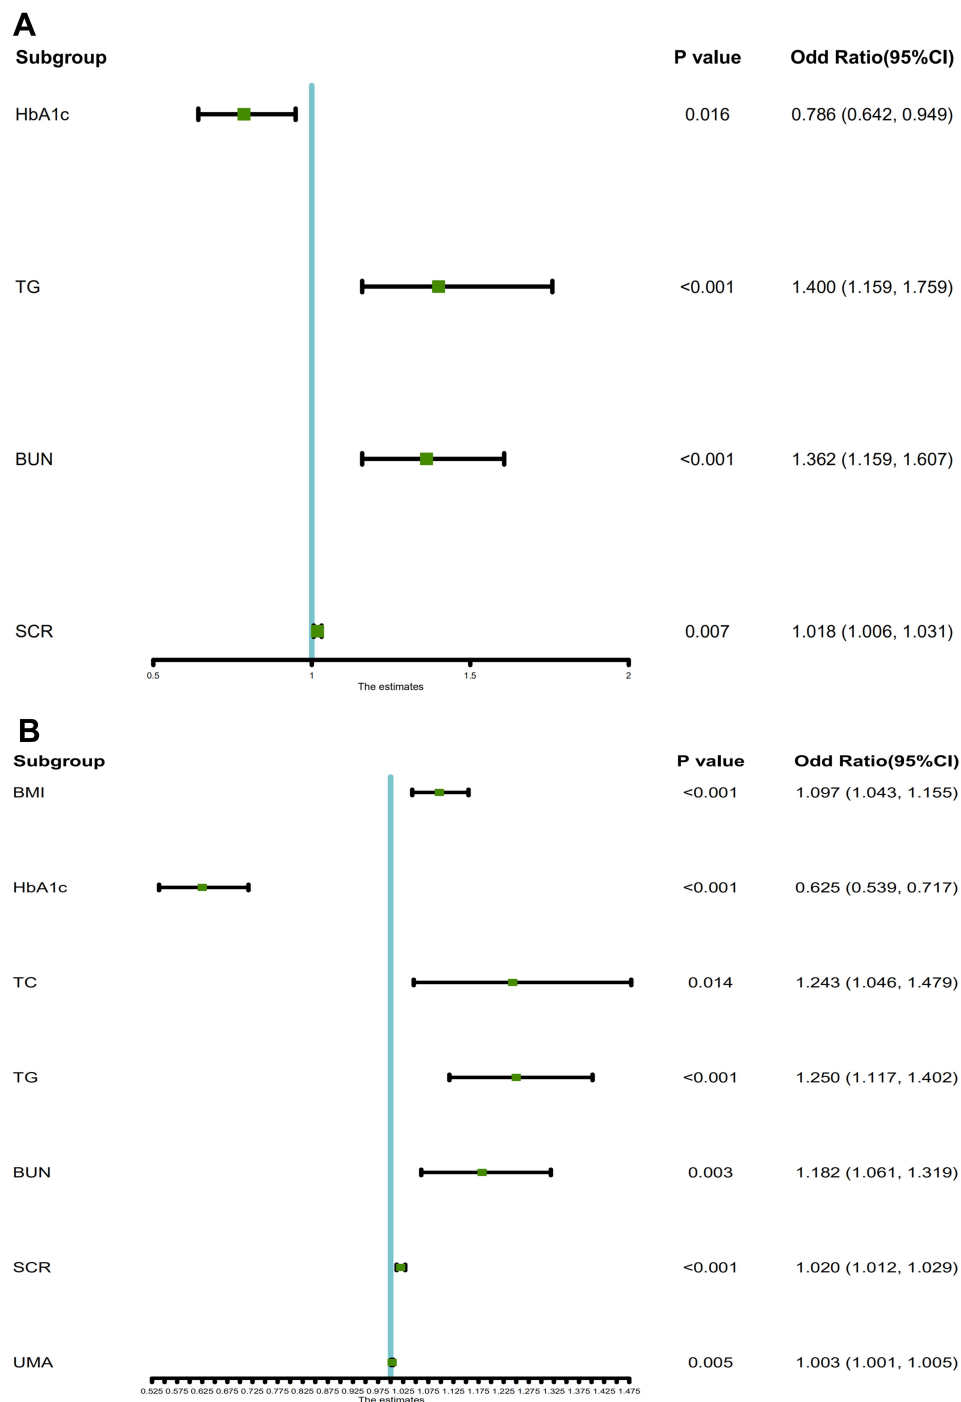 A
Subgroup P value Odd Ratio(95%CI)
HbA1c 0.016 0.786 (0.642, 0.949)
TG <0.001 1.400 (1.159, 1.759)
BUN <0.001 1.362 (1.159, 1.607)
SCR 0.007 1.018 (1.006, 1.031)
0.5 1 1.5 2
The estimates
B
Subgroup P value Odd Ratio(95%CI)
BMI <0.001 1.097 (1.043, 1.155)
HbA1c <0.001 0.625 (0.539, 0.717)
TC 0.014 1.243 (1.046, 1.479)
TG <0.001 1.250 (1.117, 1.402)
BUN 0.003 1.182 (1.061, 1.319)
SCR <0.001 1.020 (1.012, 1.029)
UMA 0.005 1.003 (1.001, 1.005)
0.525 0.575 0.625 0.675 0.725 0.775 0.825 0.875 0.925 0.975 1.025 1.075 1.125 1.175 1.225 1.275 1.325 1.375 1.425 1.475
The estimates